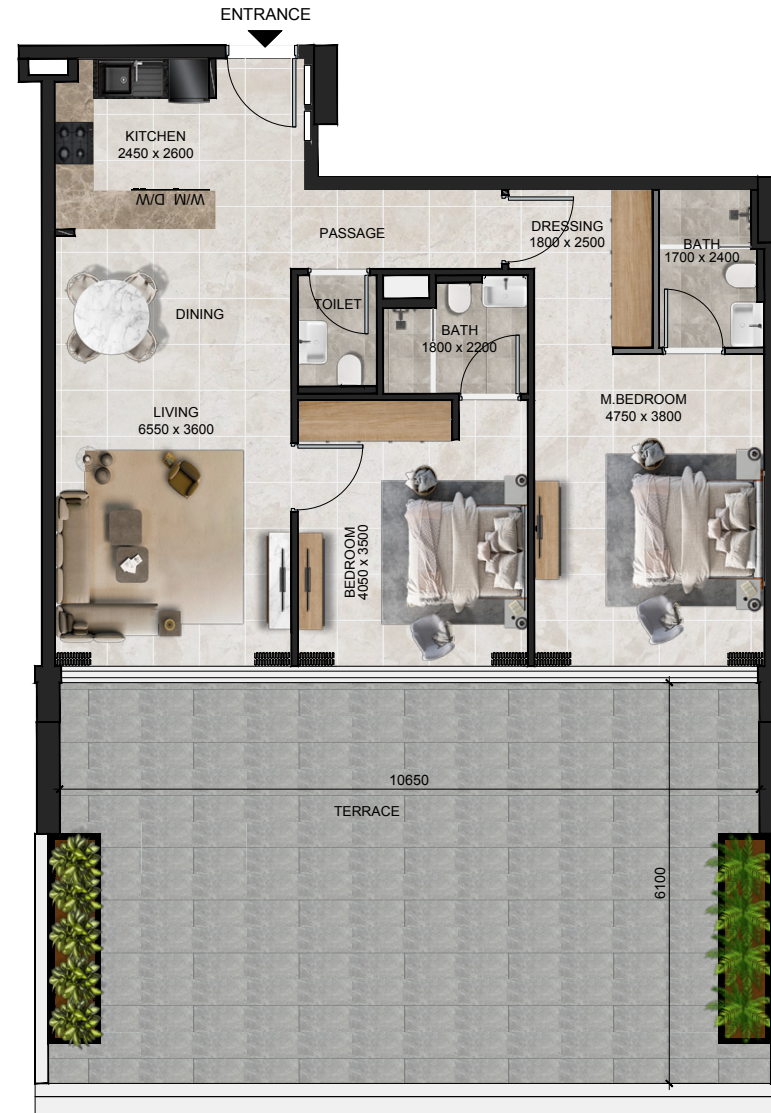 ENTRANCE
KITCHEN
2450 x 2600
W/M D/W
PASSAGE
DRESSING
1800 x 2500
BATH
1700 x 2400
TOILET
DINING
BATH
1800 x 2200
LIVING
6550 x 3600
M.BEDROOM
4750 x 3800
BEDROOM
4050 x 3500
10650
TERRACE
6100